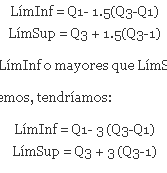 LímInf = Q1- 1.5(Q3-Q1)
LímSup = Q3 + 1.5(Q3-1)
LímInf o mayores que LímS
emos, tendríamos:
LímInf = Q1- 3 (Q3-Q1)
LímSup = Q3 + 3 (Q3-1)